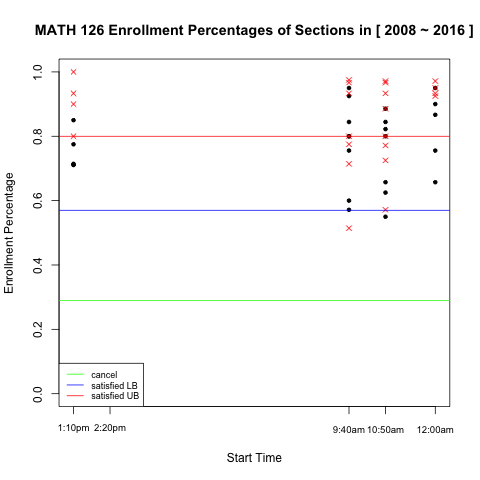 MATH 126 Enrollment Percentages of Sections in [ 2008 ~ 2016 ]
Enrollment Percentage
1.0
0.8
0.6
0.4
0.2
0.0
cancel
satisfied LB
satisfied UB
1:10pm 2:20pm 9:40am 10:50am 12:00am
Start Time